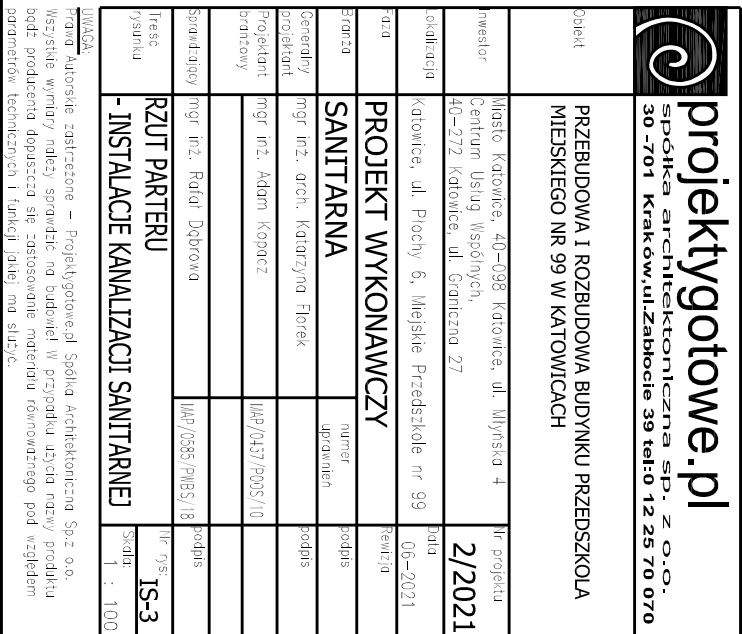 projektygotowe.pl
spółka architektoniczna sp. z o.o.
30 -701 Kraków,ul.Zabłocie 39 tel:0 12 25 70 070
Obiekt
PRZEBUDOWA I ROZBUDOWA BUDYNKU PRZEDSZKOLA
MIEJSKIEGO NR 99 W KATOWICACH
Inwestor
Miasto Katowice, 40-098 Katowice, ul. Młyńska 4
Centrum Usług Wspólnych,
40-272 Katowice, ul. Graniczna 27
Nr projektu
2/2021
Lokalizacja
Katowice, ul. Płochy 6, Miejskie Przedszkole nr 99
Data
06-2021
Faza
PROJEKT WYKONAWCZY
Rewizja
Branża
SANITARNA
numer
uprawnień
podpis
Generalny
projektant
mgr inż. arch. Katarzyna Florek
podpis
Projektant
branżowy
mgr inż. Adam Kopacz
MAP/0437/POOS/10
Sprawdzający
mgr inż. Rafał Dąbrowa
MAP/0585/PWBS/18
podpis
Treść
rysunku
RZUT PARTERU
- INSTALACJE KANALIZACJI SANITARNEJ
Nr rys:
IS-3
Skala:
1 : 100
UWAGA:
Prawa Autorskie zastrzeżone - Projektygotowe.pl Spółka Architektoniczna Sp.z o.o.
Wszystkie wymiary należy sprawdzić na budowie! W przypadku użycia nazwy produktu
bądź producenta dopuszcza się zastosowanie materiału równoważnego pod względem
parametrów technicznych i funkcji jakiej ma służyć.